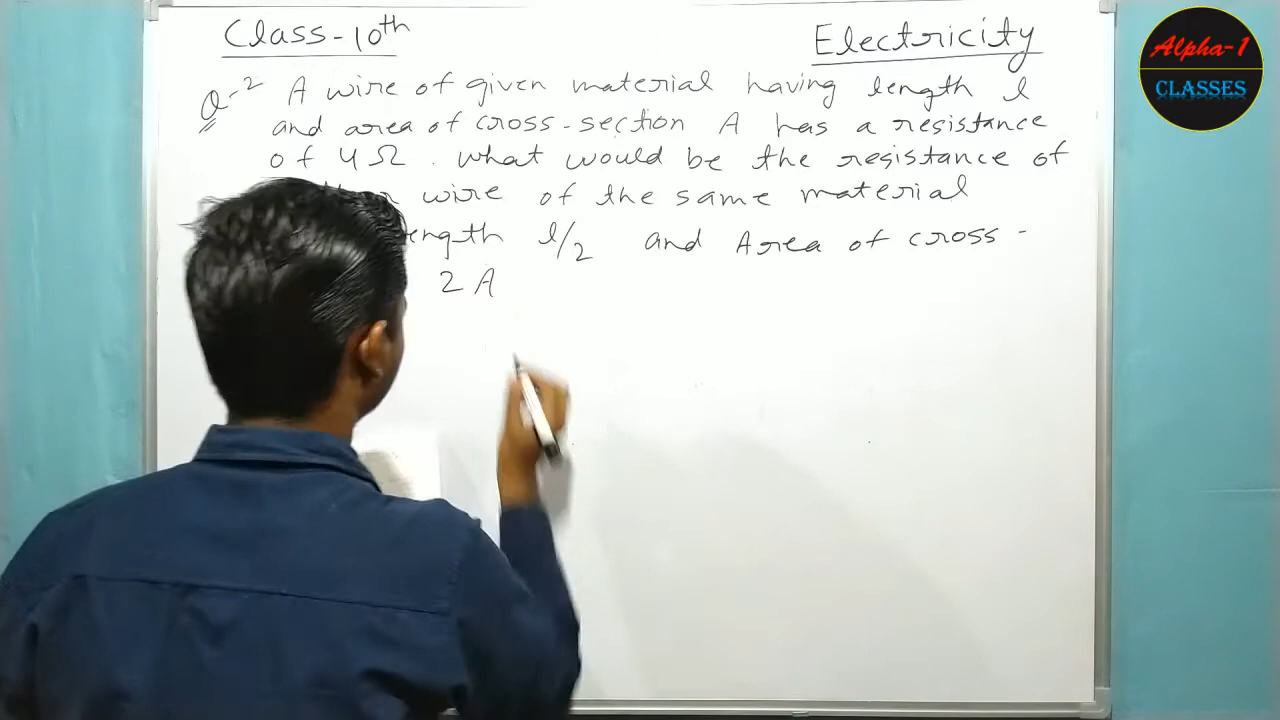 Class-10th
Electricity
Alpha-1
CLASSES
Q-2 A wire of given material having length l
and area of cross-section A has a resistance
of 4Ω. What would be the resistance of
wire of the same material
length l/2 and Area of cross-
2A